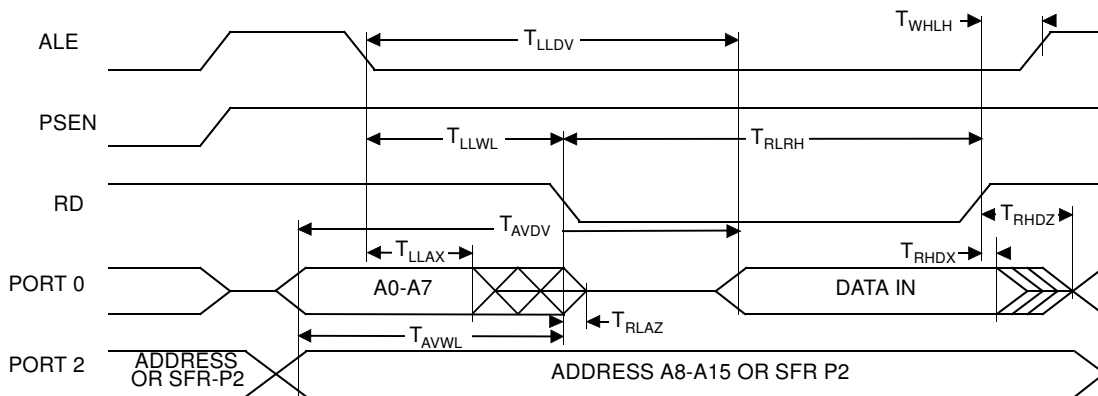 T_WHLH
ALE
T_LLDV
PSEN
T_LLWL
T_RLRH
RD
T_AVDV
T_RHDZ
T_LLAX
T_RHDX
PORT 0
A0-A7
DATA IN
T_RLAZ
T_AVWL
PORT 2
ADDRESS
OR SFR-P2
ADDRESS A8-A15 OR SFR P2